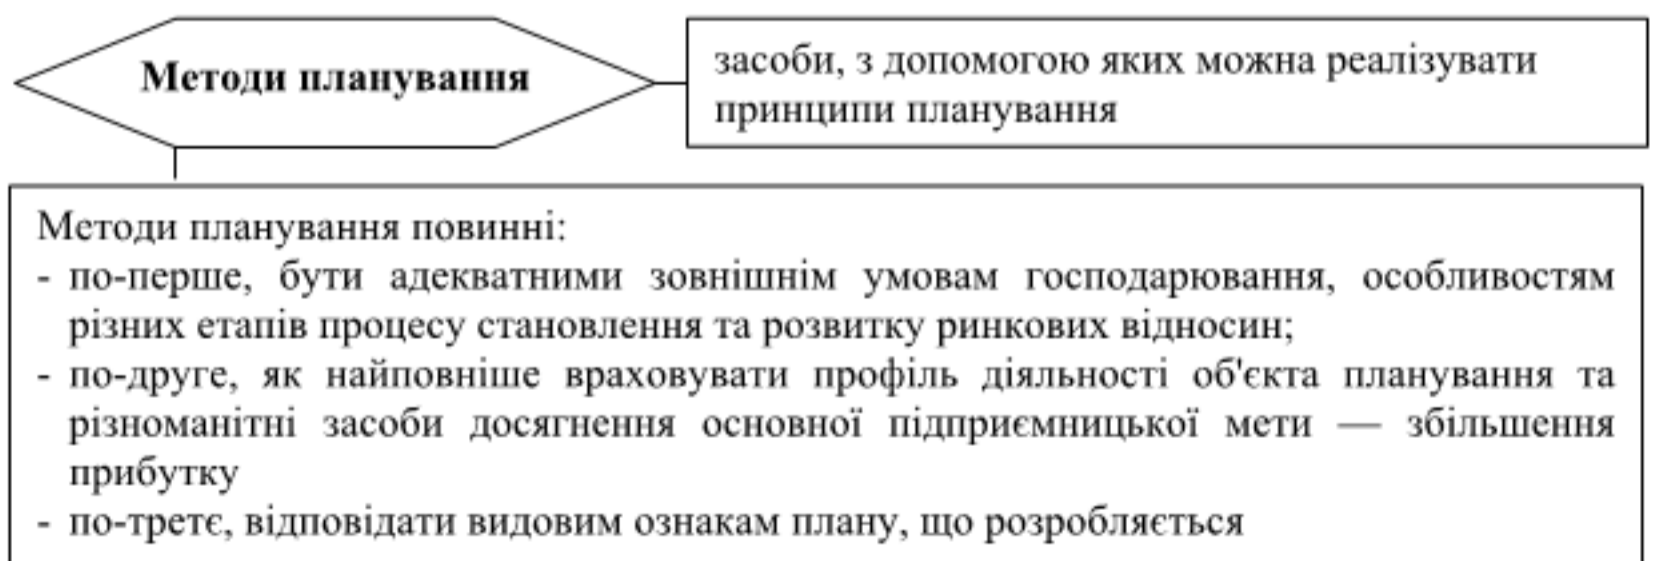 Методи планування
засоби, з допомогою яких можна реалізувати
принципи планування
Методи планування повинні:
- по-перше, бути адекватними зовнішнім умовам господарювання, особливостям
різних етапів процесу становлення та розвитку ринкових відносин;
- по-друге, як найповніше враховувати профіль діяльності об'єкта планування та
різноманітні засоби досягнення основної підприємницької мети — збільшення
прибутку
- по-третє, відповідати видовим ознакам плану, що розробляється